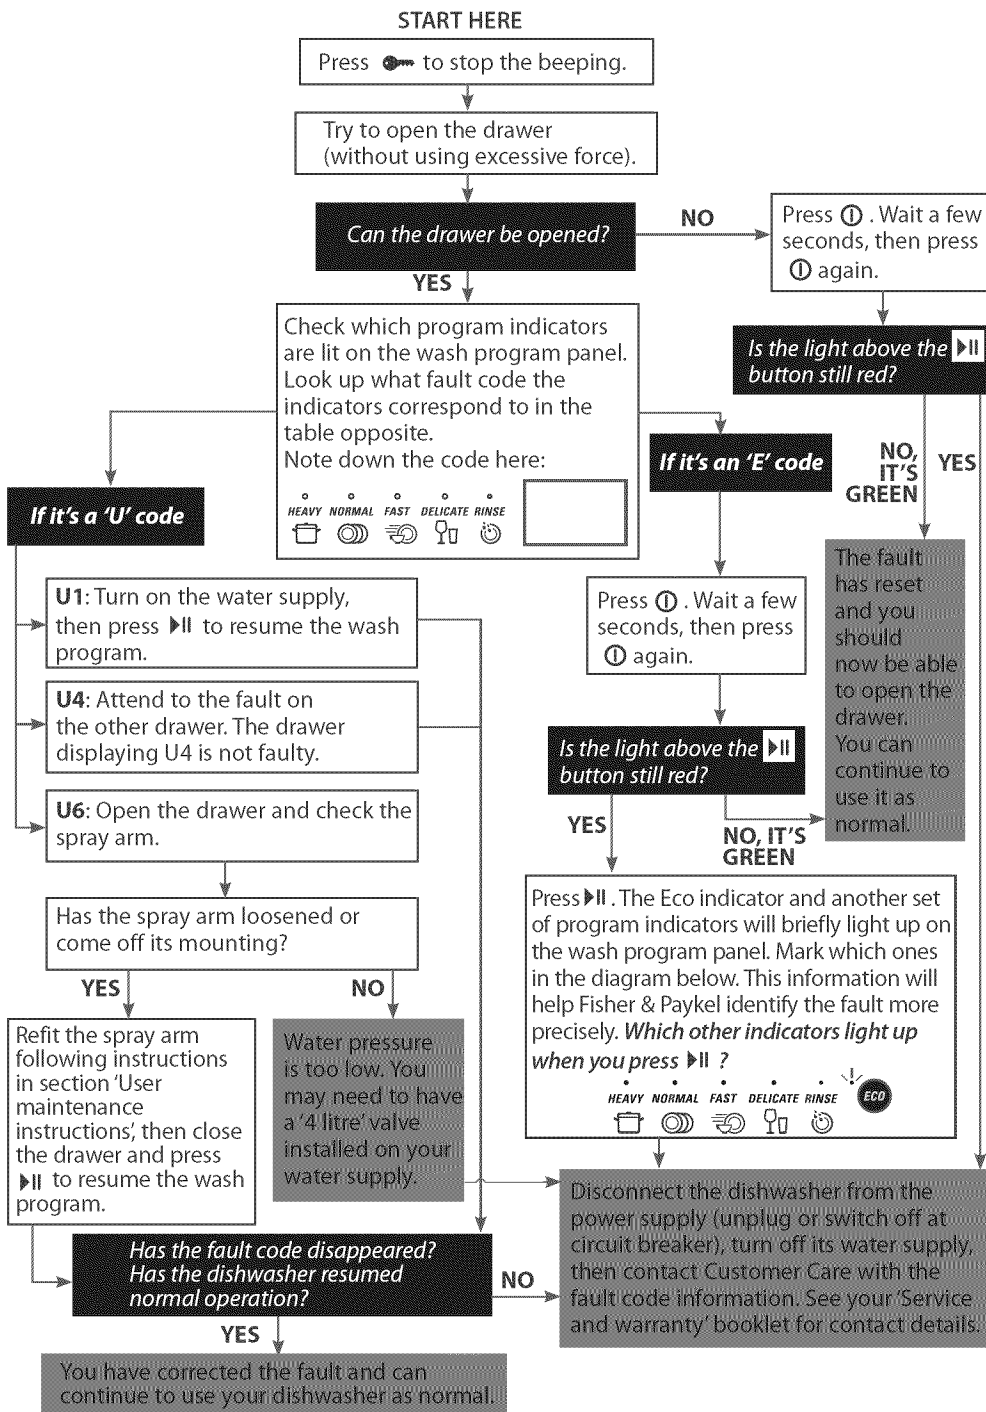 START HERE
Press to stop the beeping.
Try to open the drawer
(without using excessive force).
Can the drawer be opened?
NO
Press . Wait a few
seconds, then press
again.
Is the light above the
button still red?
NO,
IT'S
GREEN
YES
The fault
has reset
and you
should
now be able
to open the
drawer.
You can
continue to
use it as
normal.
YES
Check which program indicators
are lit on the wash program panel.
Look up what fault code the
indicators correspond to in the
table opposite.
Note down the code here:
HEAVY NORMAL FAST DELICATE RINSE
If it's a 'U' code
U1: Turn on the water supply,
then press to resume the wash
program.
U4: Attend to the fault on
the other drawer. The drawer
displaying U4 is not faulty.
U6: Open the drawer and check the
spray arm.
Has the spray arm loosened or
come off its mounting?
YES
NO
Refit the spray arm
following instructions
in section 'User
maintenance
instructions', then close
the drawer and press
to resume the wash
program.
Water pressure
is too low. You
may need to have
a '4 litre' valve
installed on your
water supply.
If it's an 'E' code
Press . Wait a few
seconds, then press
again.
Is the light above the
button still red?
YES
NO, IT'S
GREEN
Press . The Eco indicator and another set
of program indicators will briefly light up on
the wash program panel. Mark which ones
in the diagram below. This information will
help Fisher & Paykel identify the fault more
precisely. Which other indicators light up
when you press ?
HEAVY NORMAL FAST DELICATE RINSE ECO
Disconnect the dishwasher from the
power supply (unplug or switch off at
circuit breaker), turn off its water supply,
then contact Customer Care with the
fault code information. See your 'Service
and warranty' booklet for contact details.
Has the fault code disappeared?
Has the dishwasher resumed
normal operation?
NO
YES
You have corrected the fault and can
continue to use your dishwasher as normal.